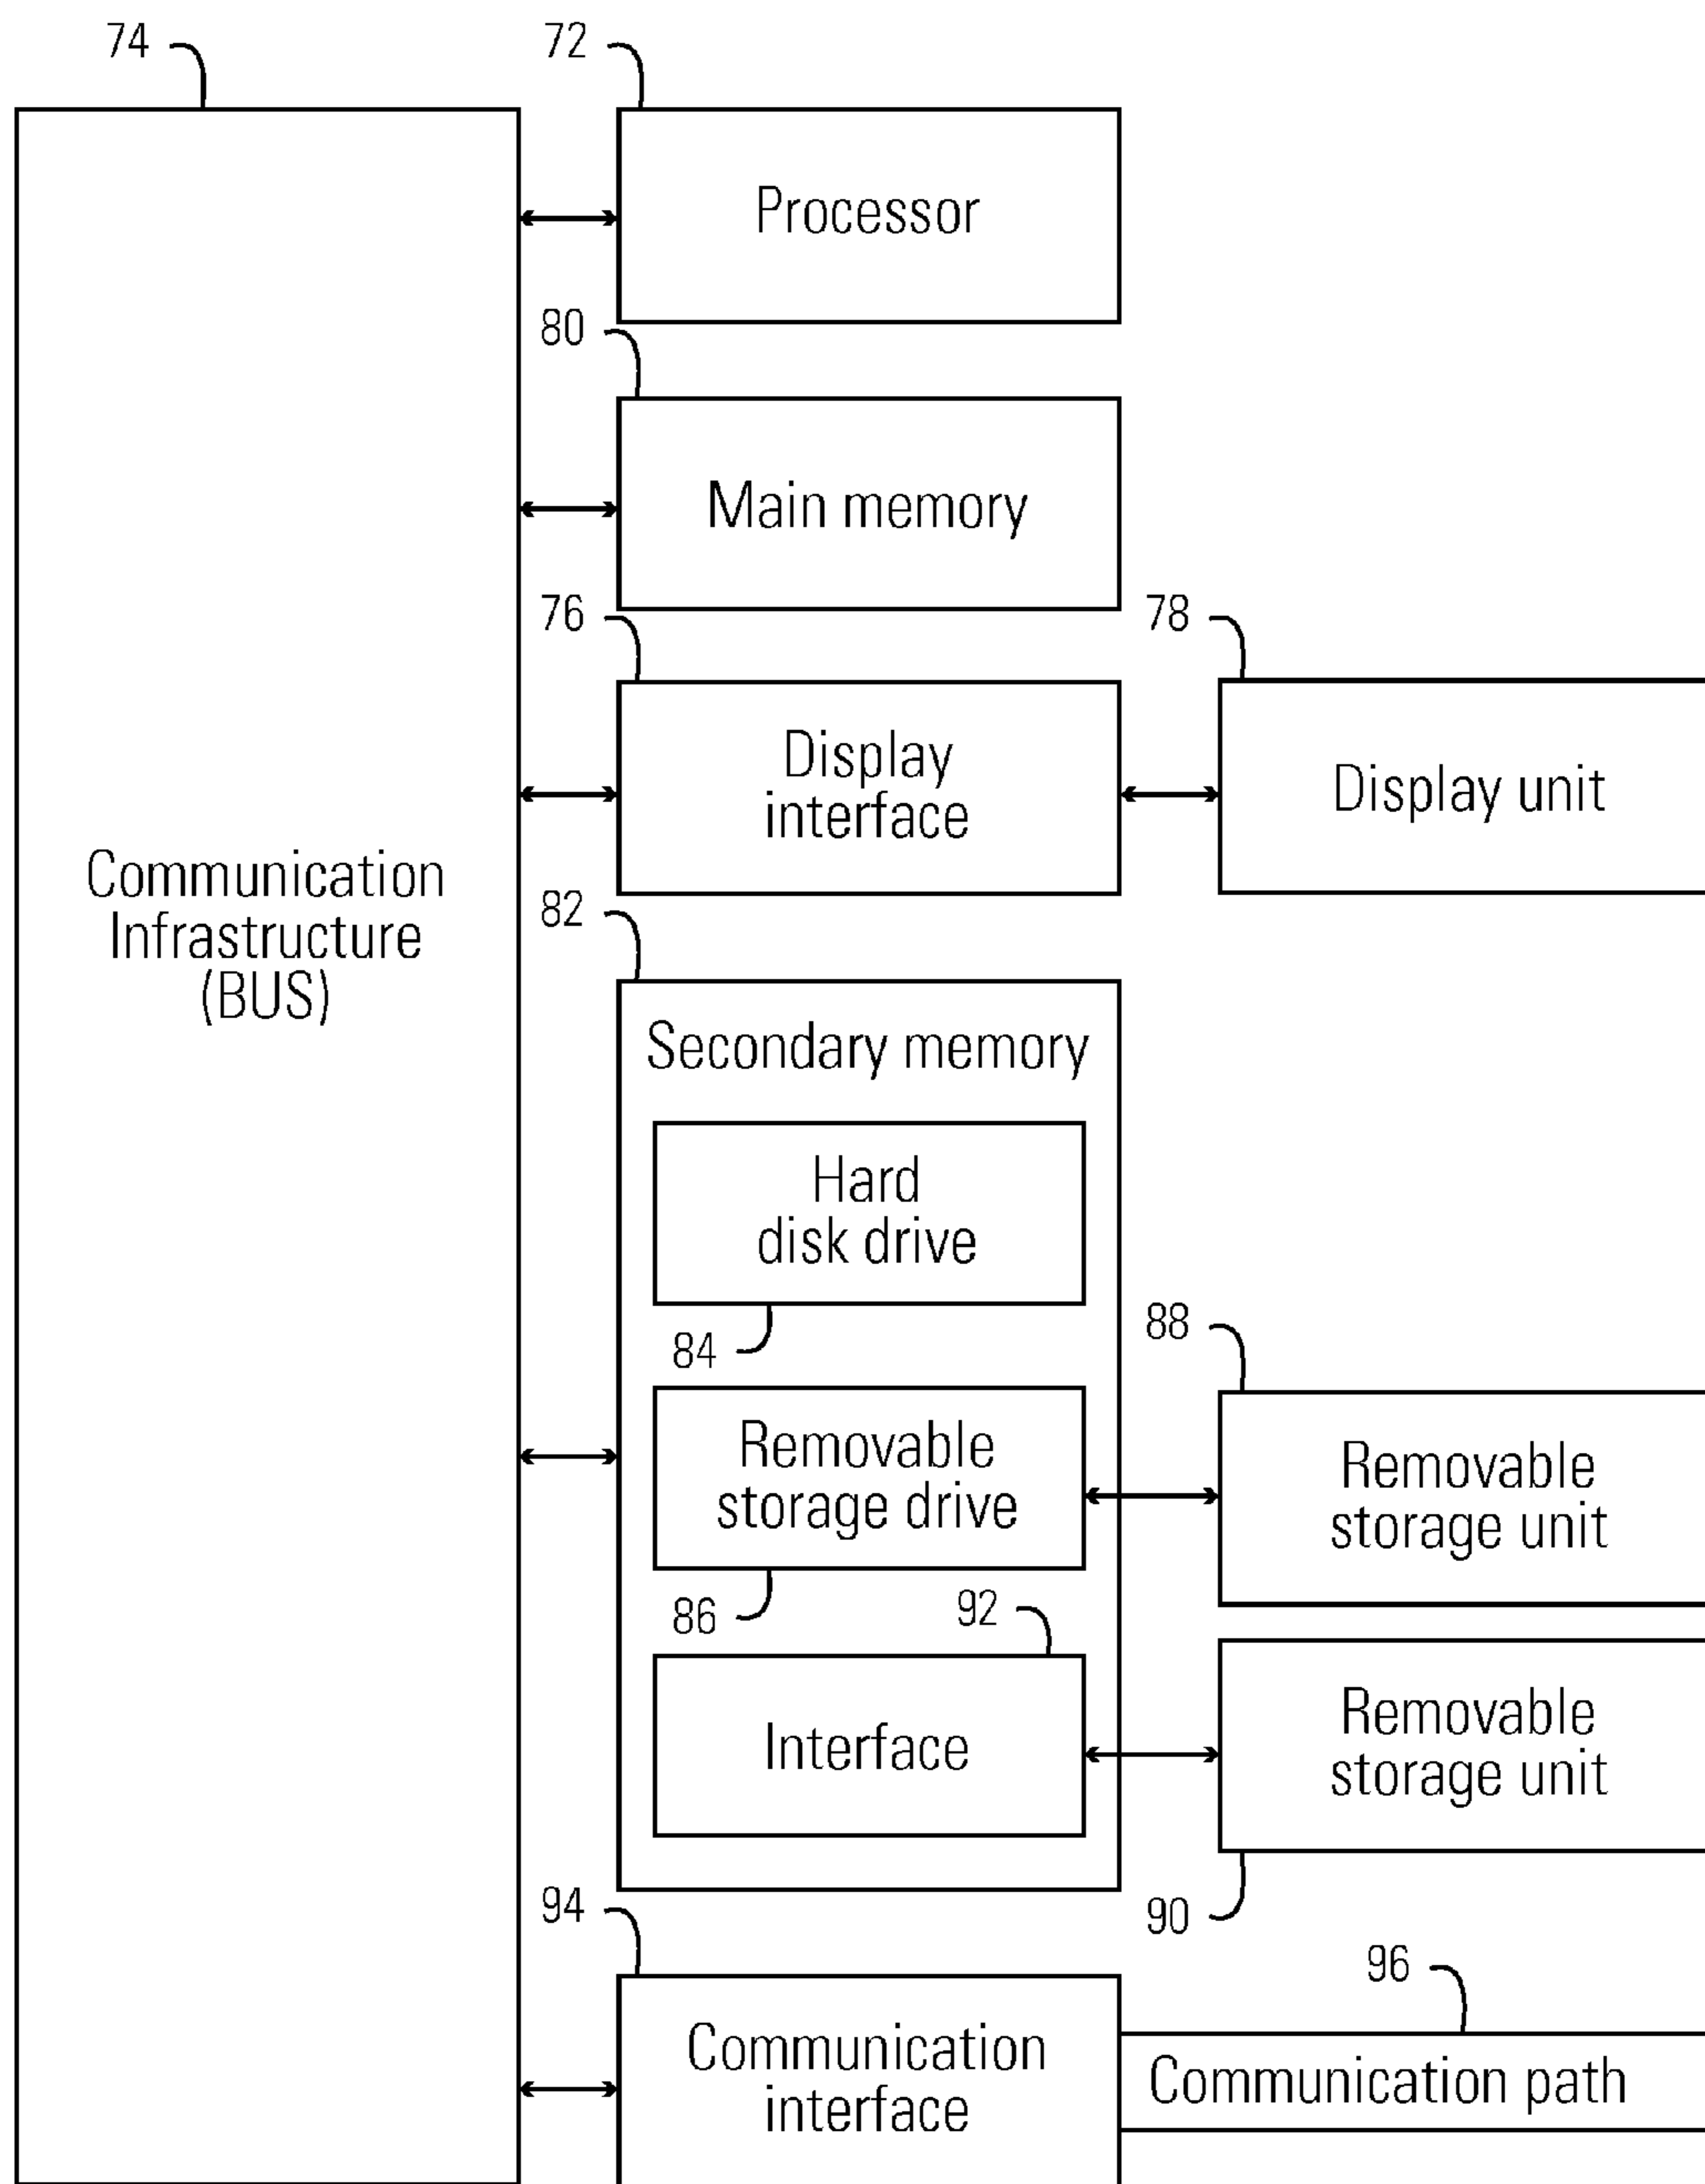 74
72
Processor
80
Main memory
76
78
Display
interface
Display unit
Communication
Infrastructure
(BUS)
82
Secondary memory
Hard
disk drive
84
88
Removable
storage drive
Removable
storage unit
86
92
Interface
Removable
storage unit
90
94
96
Communication
interface
Communication path